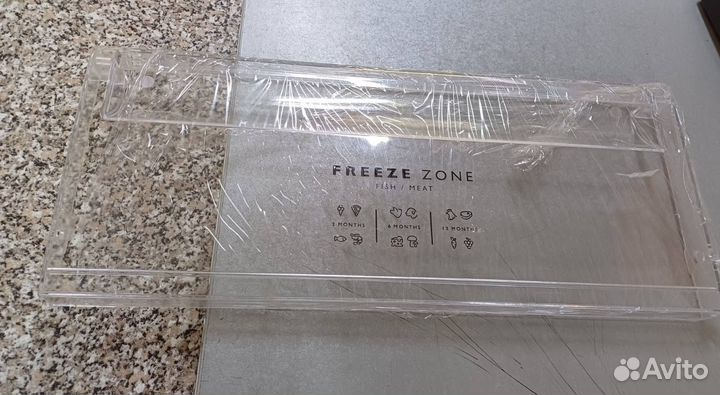 FREEZE ZONE
FISH / MEAT
3 MONTHS 6 MONTHS 12 MONTHS
Avito